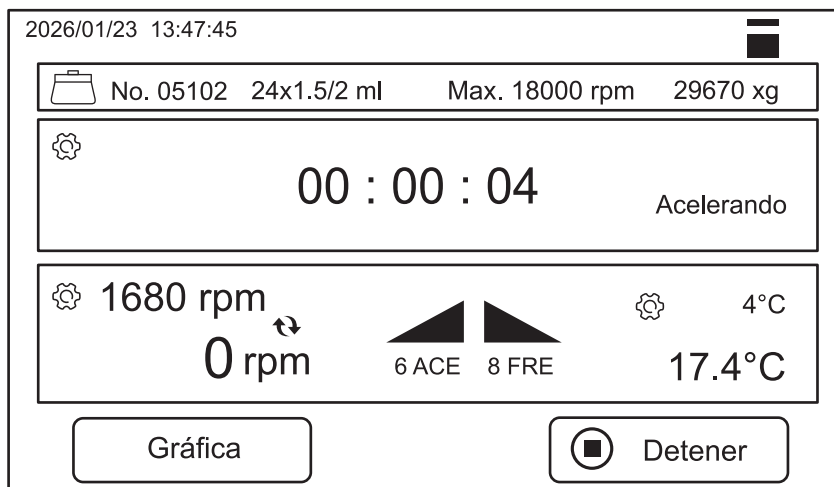 2026/01/23 13:47:45
No. 05102 24x1.5/2 ml Max. 18000 rpm 29670 xg
00 : 00 : 04
Acelerando
1680 rpm
4°C
0 rpm
17.4°C
6 ACE 8 FRE
Gráfica
Detener